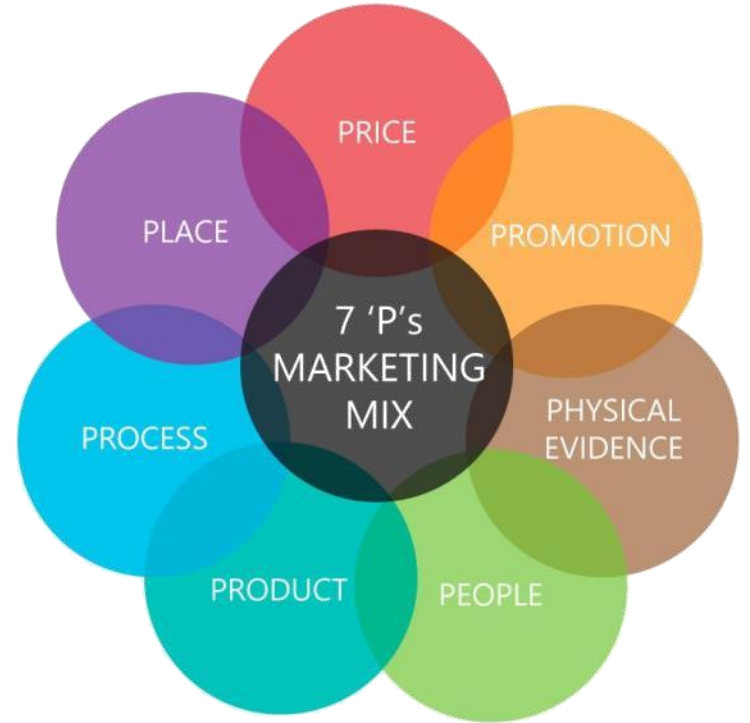 PRICE
PROMOTION
PHYSICAL
EVIDENCE
PEOPLE
PRODUCT
PROCESS
PLACE
7 ‘P’s
MARKETING
MIX